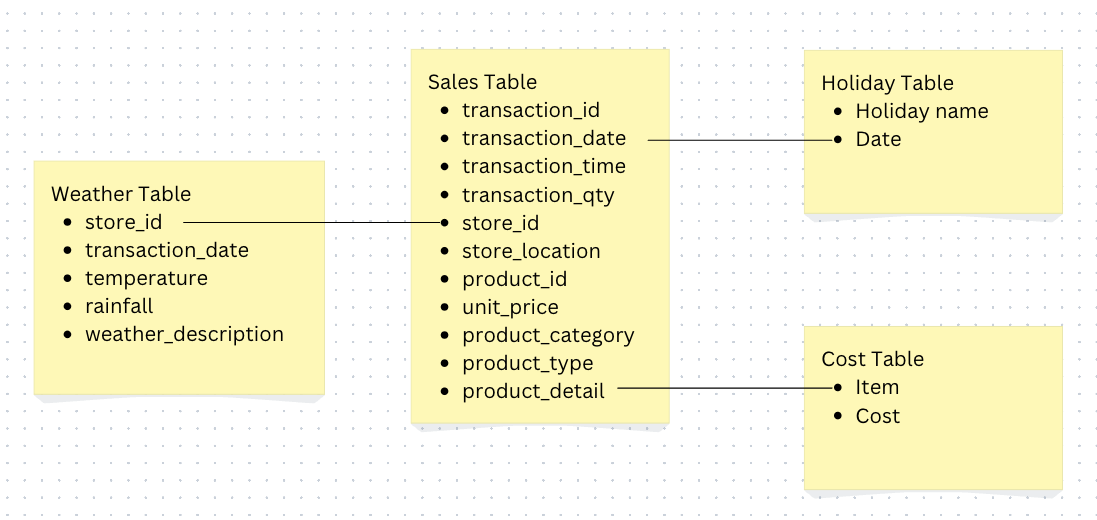 Weather Table
store_id
transaction_date
temperature
rainfall
weather_description
Sales Table
transaction_id
transaction_date
transaction_time
transaction_qty
store_id
store_location
product_id
unit_price
product_category
product_type
product_detail
Holiday Table
Holiday name
Date
Cost Table
Item
Cost